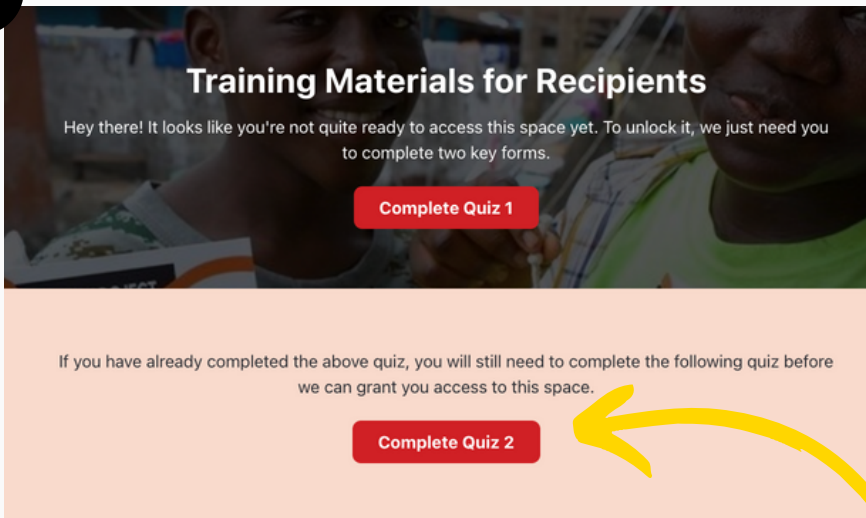 Training Materials for Recipients
Hey there! It looks like you're not quite ready to access this space yet. To unlock it, we just need you
to complete two key forms.
Complete Quiz 1
If you have already completed the above quiz, you will still need to complete the following quiz before
we can grant you access to this space.
Complete Quiz 2